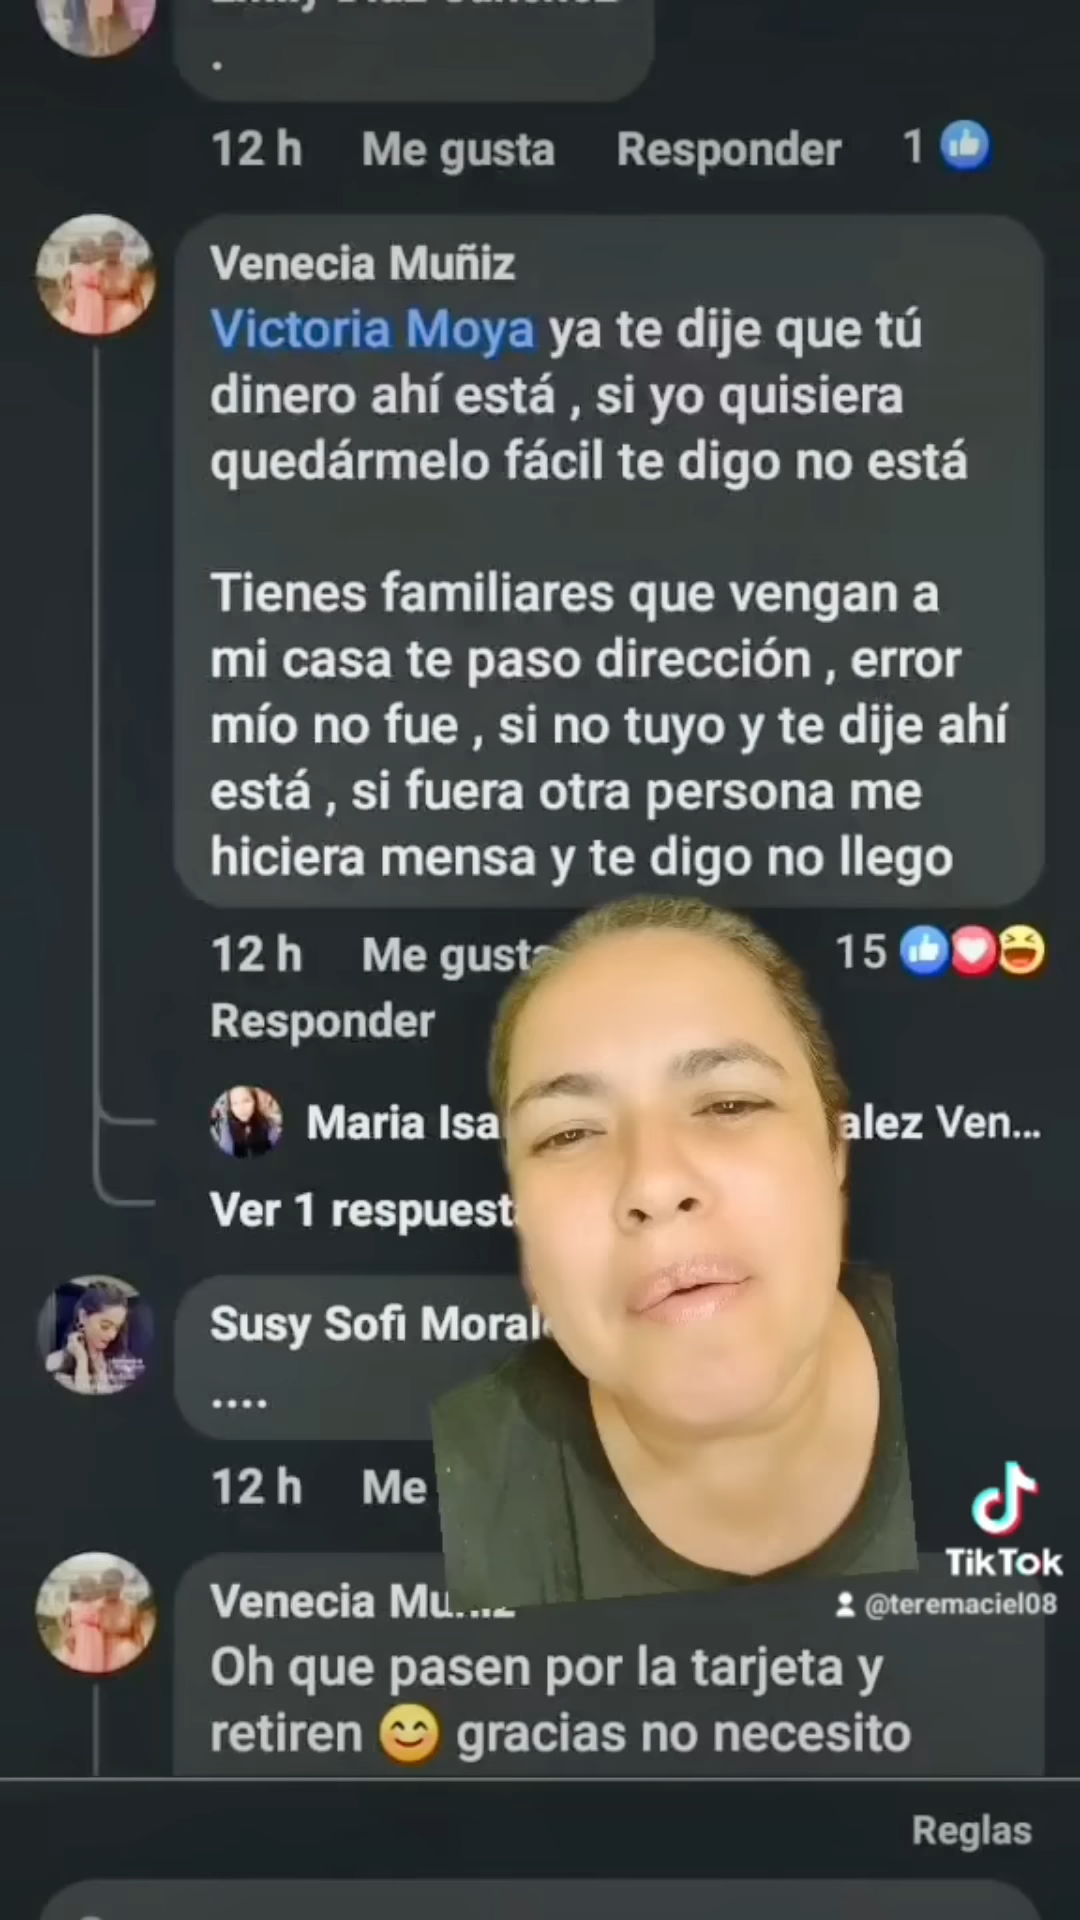 .
12 h Me gusta Responder 1
Venecia Muñiz
Victoria Moya ya te dije que tú
dinero ahí está , si yo quisiera
quedármelo fácil te digo no está
Tienes familiares que vengan a
mi casa te paso dirección , error
mío no fue , si no tuyo y te dije ahí
está , si fuera otra persona me
hiciera mensa y te digo no llego
12 h Me gusta 15
Responder
Maria Isa alez Ven...
Ver 1 respuest
Susy Sofi Moral
....
12 h Me
TikTok
@teremaciel08
Venecia Mu
Oh que pasen por la tarjeta y
retiren 😊 gracias no necesito
Reglas